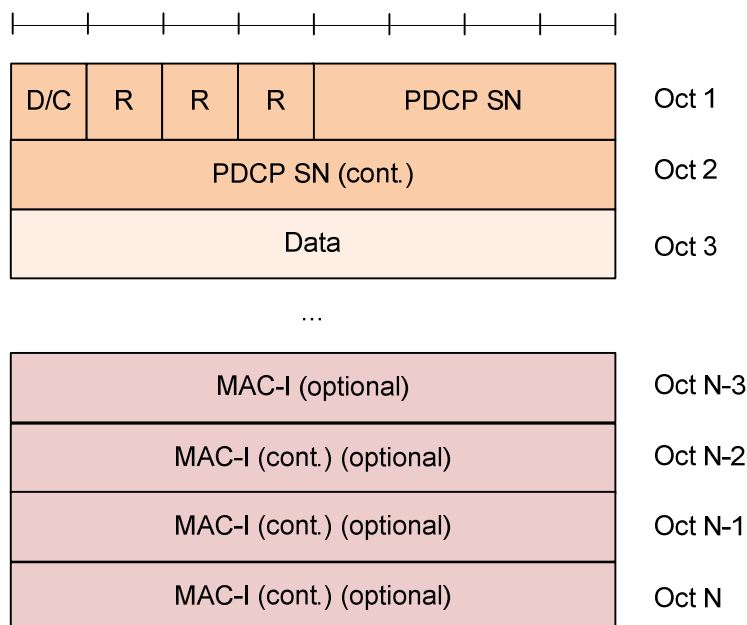 D/C R R R PDCP SN Oct 1
PDCP SN (cont.) Oct 2
Data Oct 3
...
MAC-I (optional) Oct N-3
MAC-I (cont.) (optional) Oct N-2
MAC-I (cont.) (optional) Oct N-1
MAC-I (cont.) (optional) Oct N